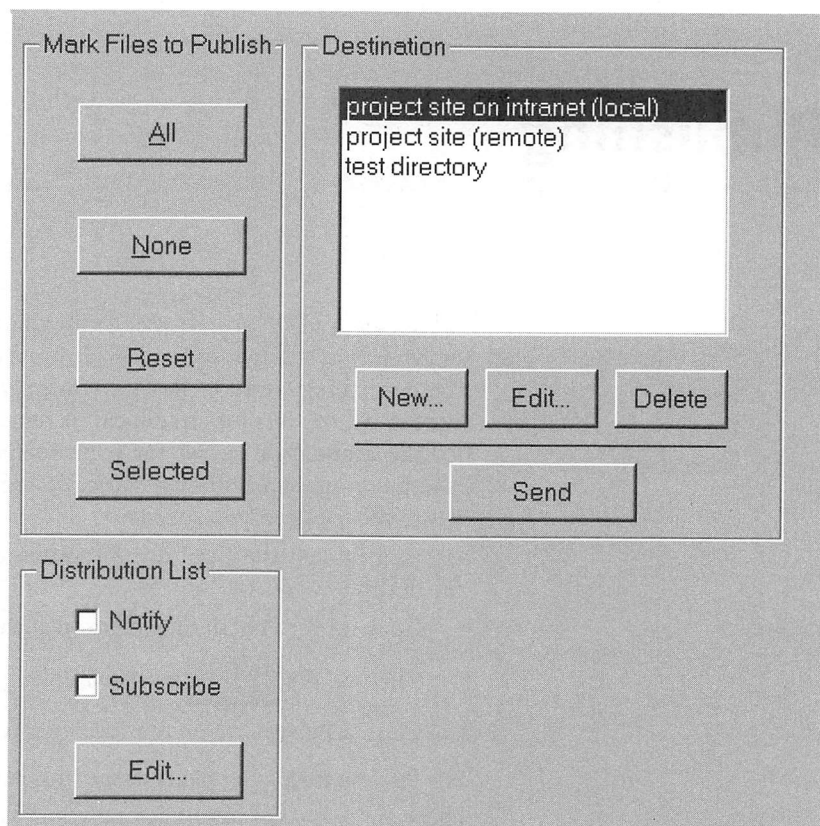 Mark Files to Publish
All
None
Reset
Selected
Destination
project site on intranet (local)
project site (remote)
test directory
New...
Edit...
Delete
Send
Distribution List
Notify
Subscribe
Edit...